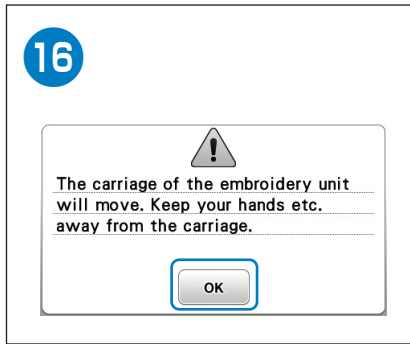 16
The carriage of the embroidery unit
will move. Keep your hands etc.
away from the carriage.
OK